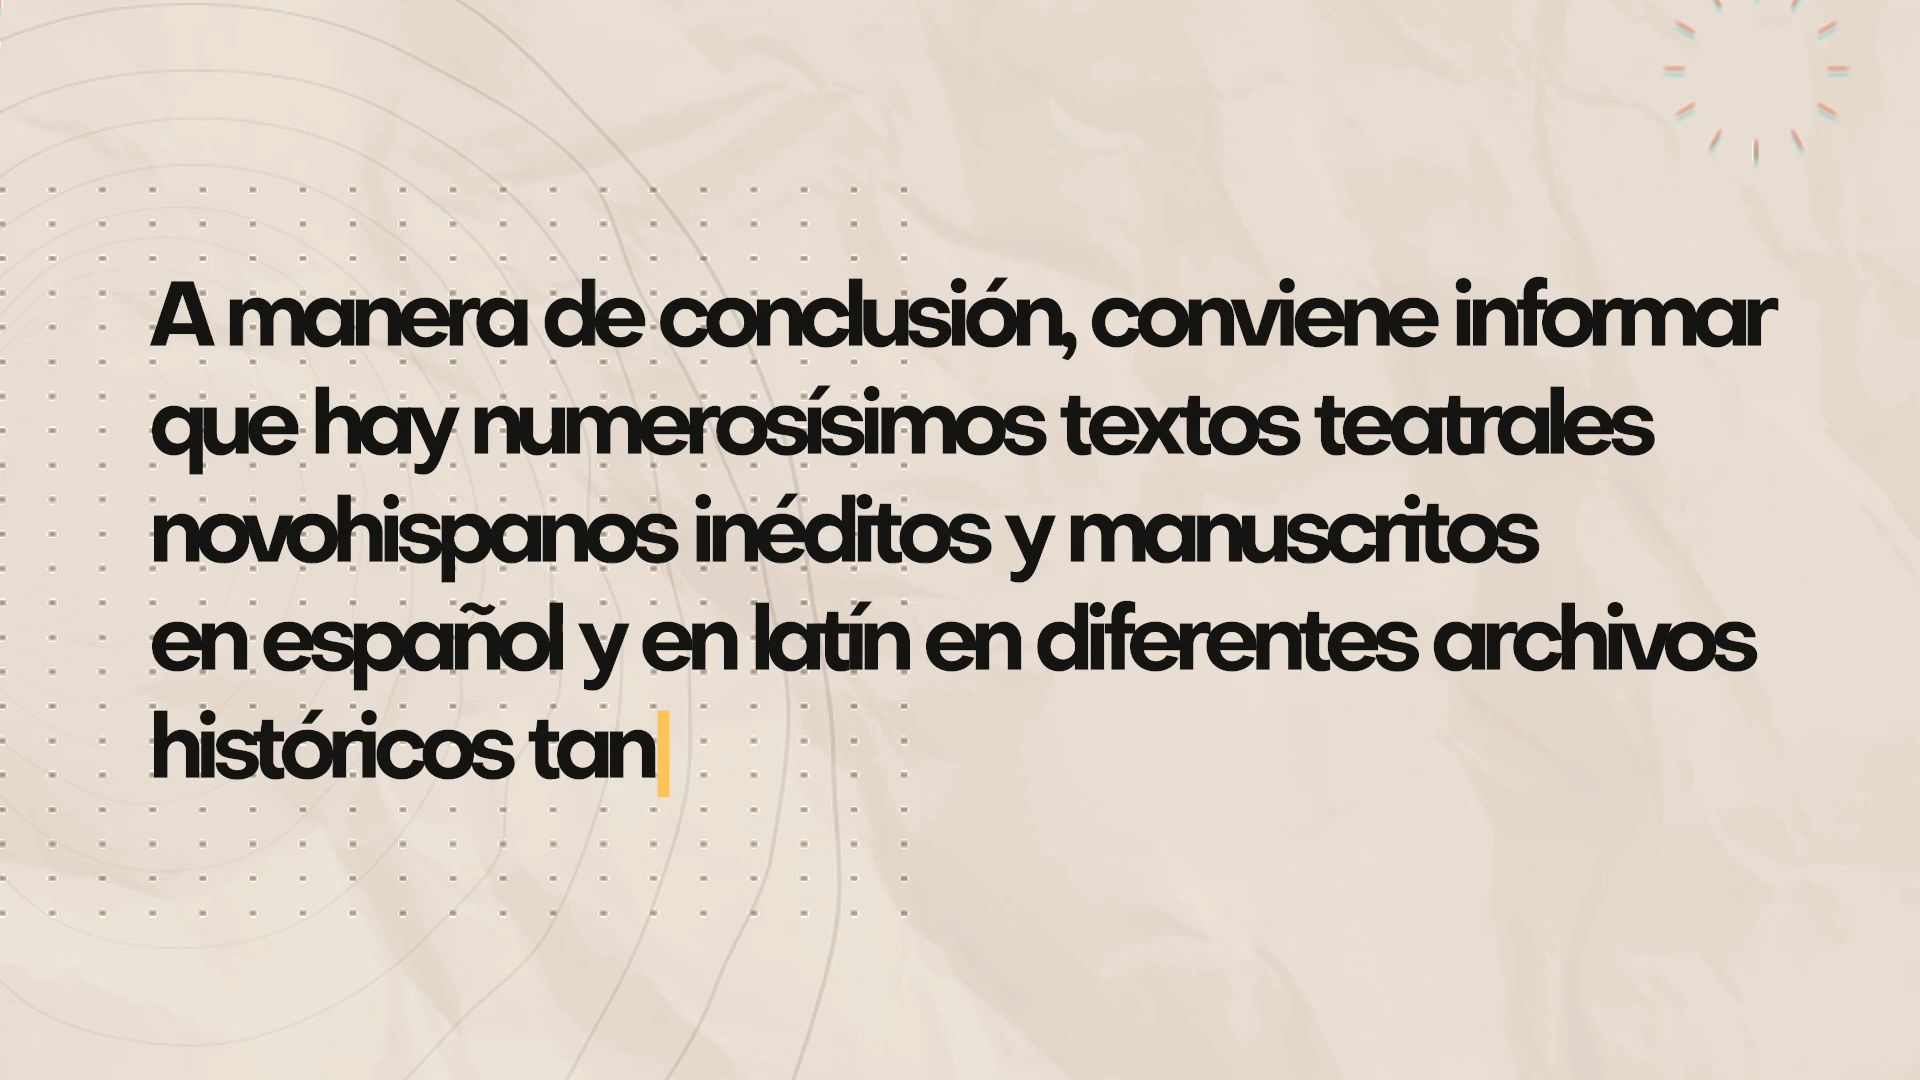 A manera de conclusión, conviene informar
que hay numerosísimos textos teatrales
novohispanos inéditos y manuscritos
en español y en latín en diferentes archivos
históricos tan